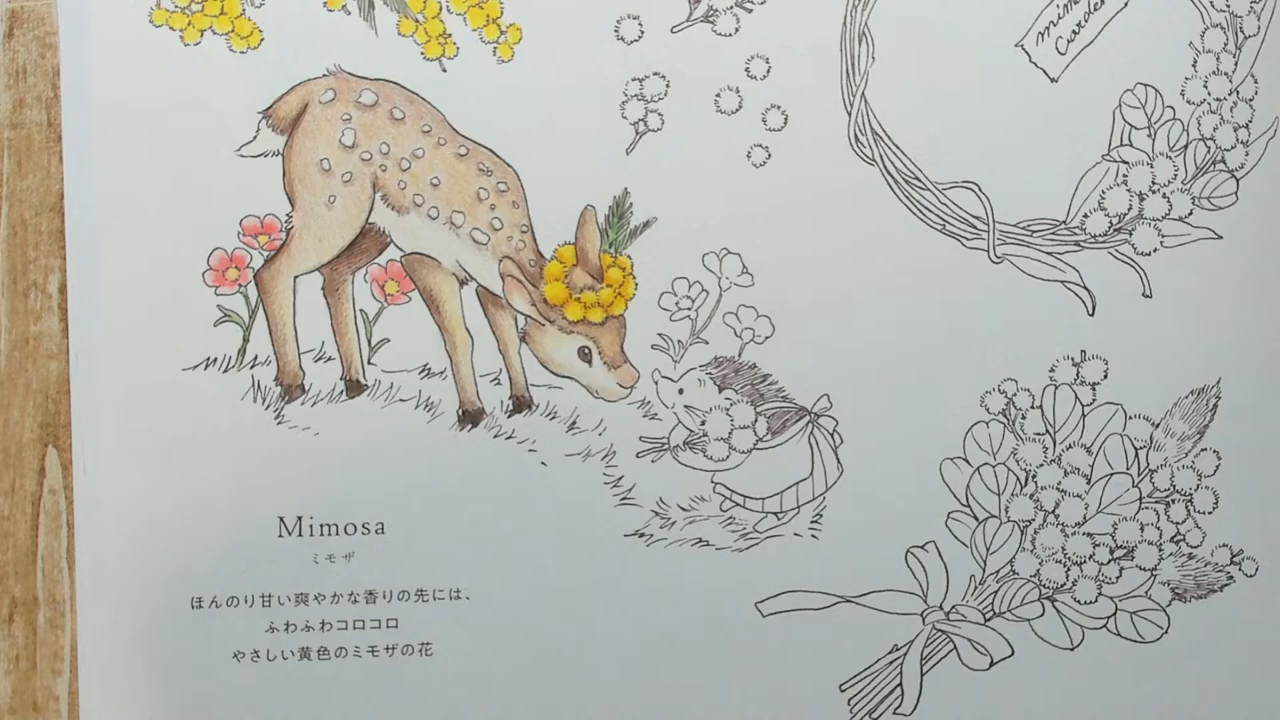 Garden
Mimosa
ミモザ
ほんのり甘い爽やかな香りの先には、
ふわふわコロコロ
やさしい黄色のミモザの花